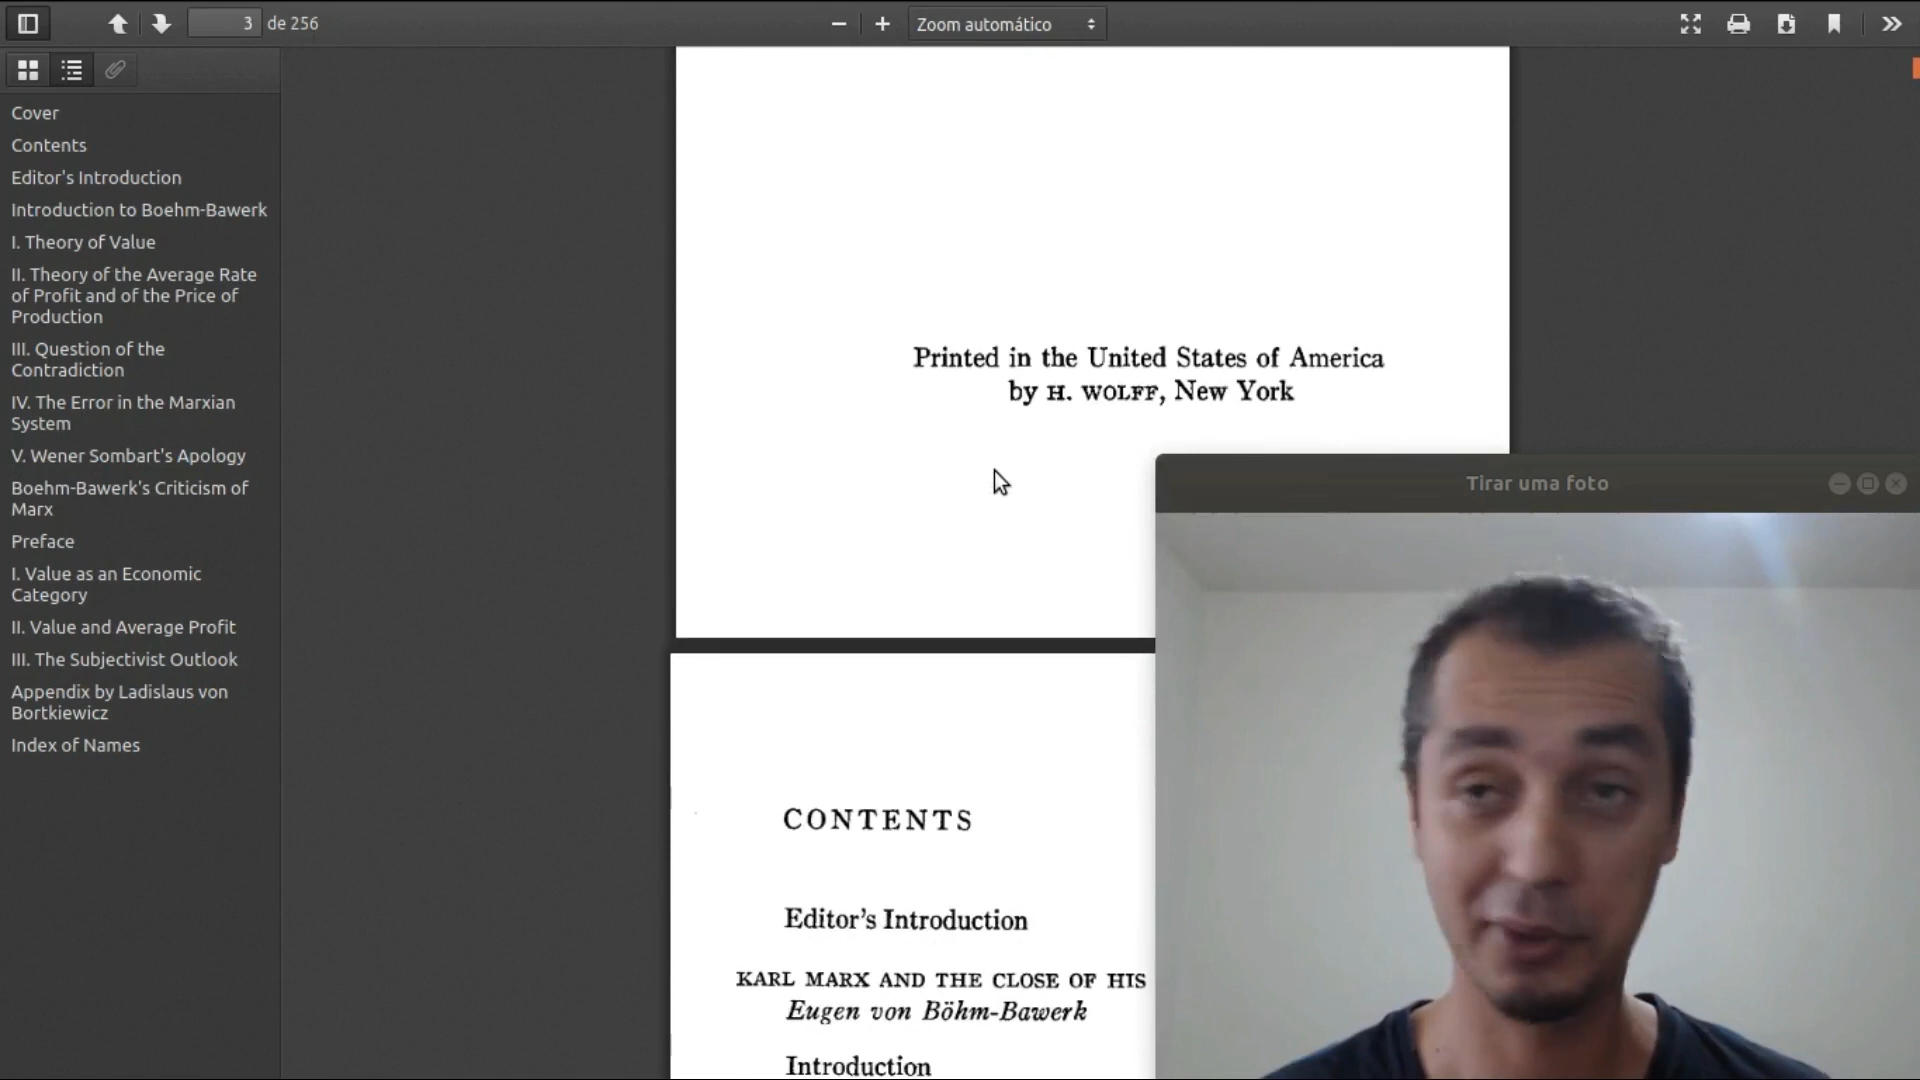 3 de 256
Zoom automático
Cover
Contents
Editor's Introduction
Introduction to Boehm-Bawerk
I. Theory of Value
II. Theory of the Average Rate
of Profit and of the Price of
Production
III. Question of the
Contradiction
IV. The Error in the Marxian
System
V. Wener Sombart's Apology
Boehm-Bawerk's Criticism of
Marx
Preface
I. Value as an Economic
Category
II. Value and Average Profit
III. The Subjectivist Outlook
Appendix by Ladislaus von
Bortkiewicz
Index of Names
Printed in the United States of America
by H. WOLFF, New York
Tirar uma foto
CONTENTS
Editor's Introduction
KARL MARX AND THE CLOSE OF HIS
Eugen von Böhm-Bawerk
Introduction